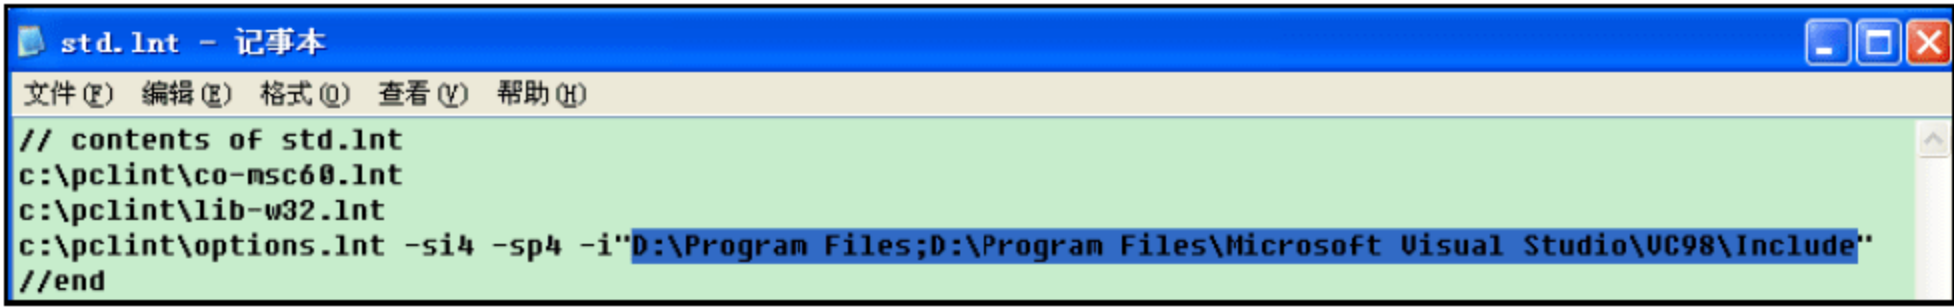 std.lnt - 记事本
文件(F) 编辑(E) 格式(O) 查看(V) 帮助(H)
// contents of std.lnt
c:\pclint\co-msc60.lnt
c:\pclint\lib-w32.lnt
c:\pclint\options.lnt -si4 -sp4 -i"D:\Program Files;D:\Program Files\Microsoft Visual Studio\VC98\Include"
//end